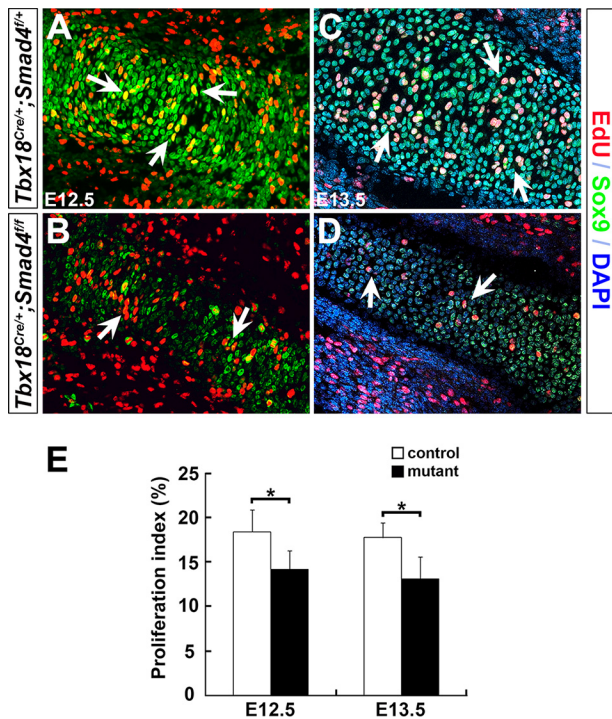 Tbx18Cre/+;Smad4f/+
A
E12.5
C
E13.5
EdU / Sox9 / DAPI
Tbx18Cre/+;Smad4f/f
B
D
E
control
mutant
Proliferation index (%)
25
20
15
10
5
0
*
*
E12.5
E13.5